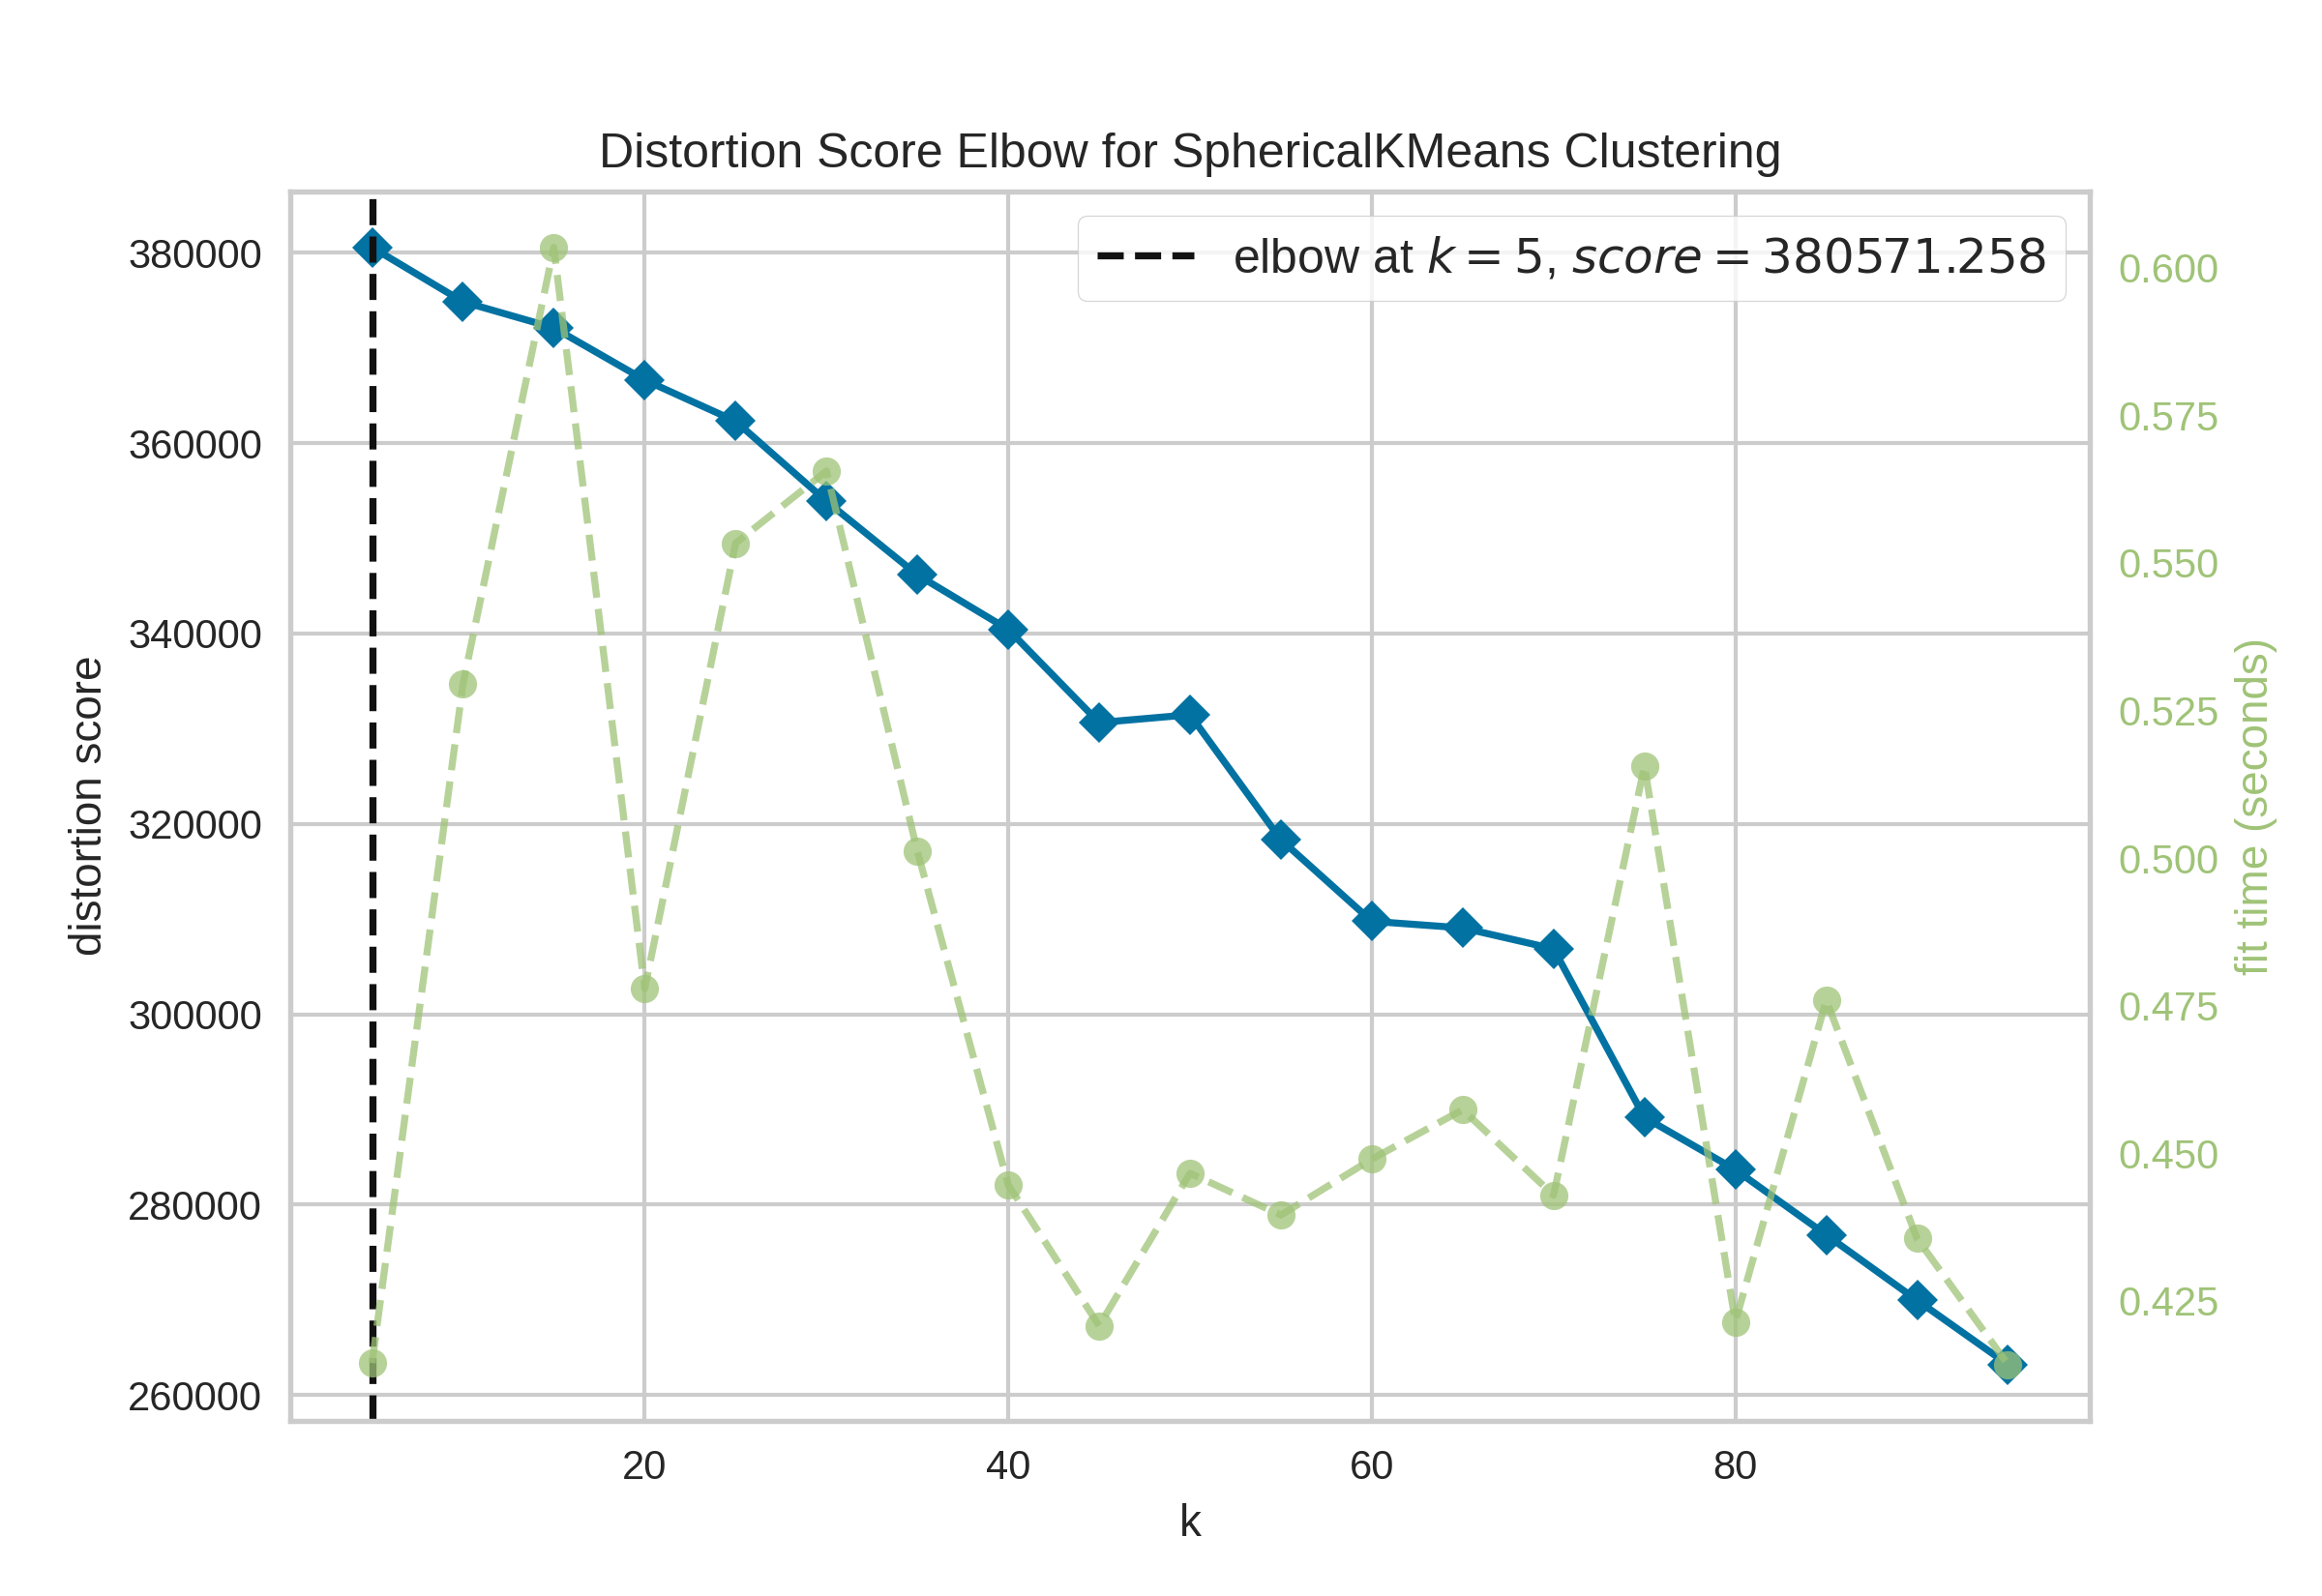 Distortion Score Elbow for SphericalKMeans Clustering
elbow at k = 5, score = 380571.258
distortion score
380000
360000
340000
320000
300000
280000
260000
20 40 60 80
k
0.600
0.575
0.550
0.525
0.500
0.475
0.450
0.425
fit time (seconds)